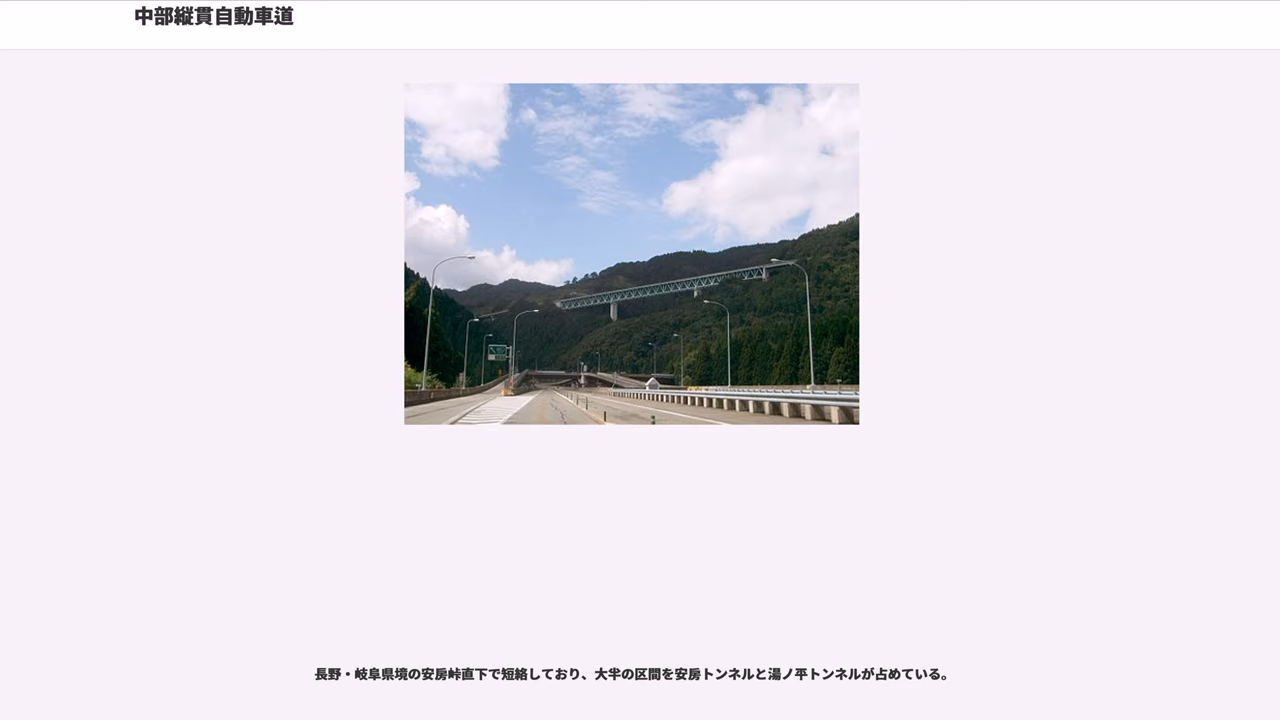 中部縦貫自動車道
長野・岐阜県境の安房峠直下で短絡しており、大半の区間を安房トンネルと湯ノ平トンネルが占めている。